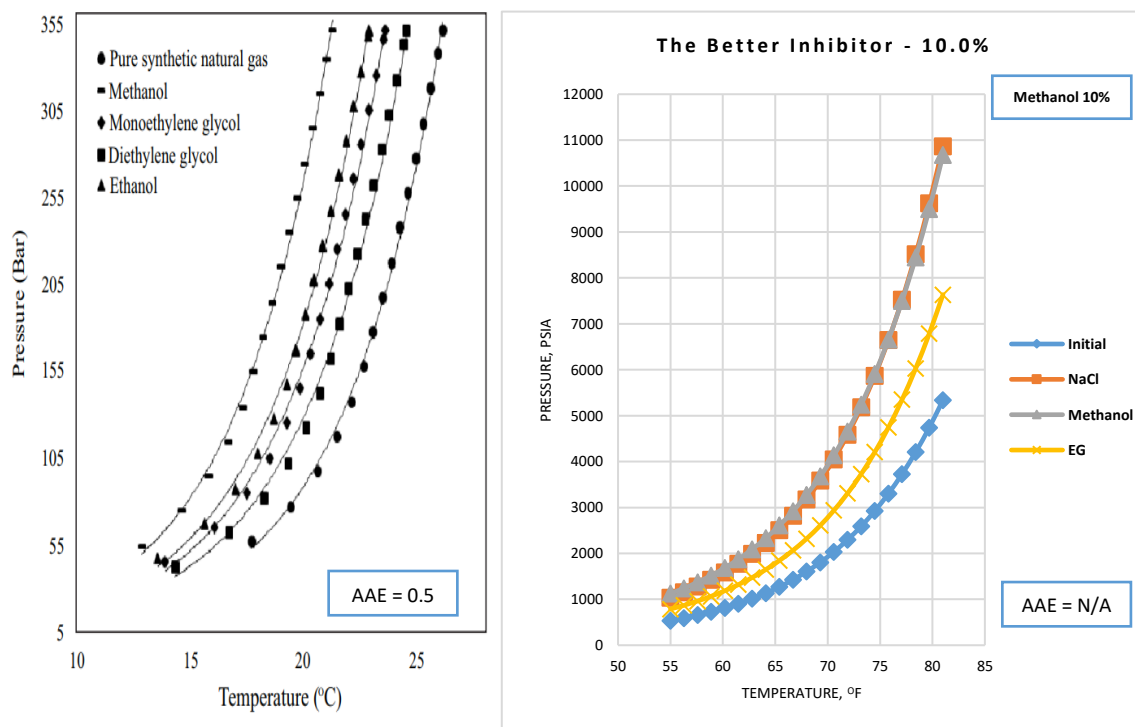 355
305
255
205
155
105
55
5
Pressure (Bar)
Pure synthetic natural gas
Methanol
Monoethylene glycol
Diethylene glycol
Ethanol
AAE = 0.5
10
15
20
25
Temperature (⁰C)
The Better Inhibitor - 10.0%
Methanol 10%
12000
11000
10000
9000
8000
7000
6000
5000
4000
3000
2000
1000
0
PRESSURE, PSIA
Initial
NaCl
Methanol
EG
AAE = N/A
50
55
60
65
70
75
80
85
TEMPERATURE, ⁰F